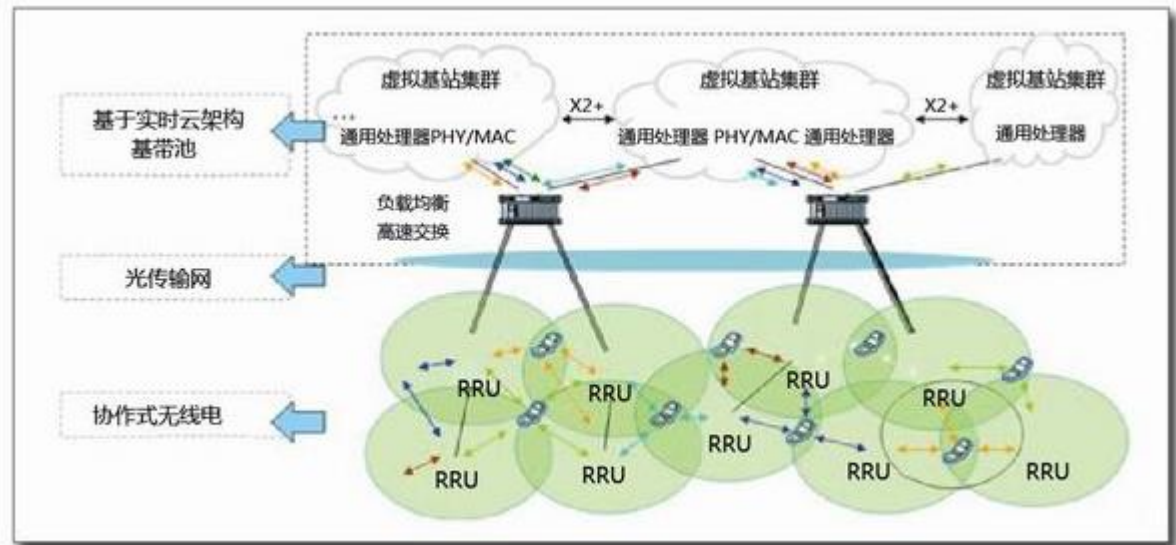 虚拟基站集群
虚拟基站集群
虚拟基站集群
X2+
X2+
...
通用处理器PHY/MAC
通用处理器 PHY/MAC 通用处理器
通用处理器
基于实时云架构
基带池
负载均衡
高速交换
光传输网
协作式无线电
RRU
RRU
RRU
RRU
RRU
RRU
RRU
RRU
RRU